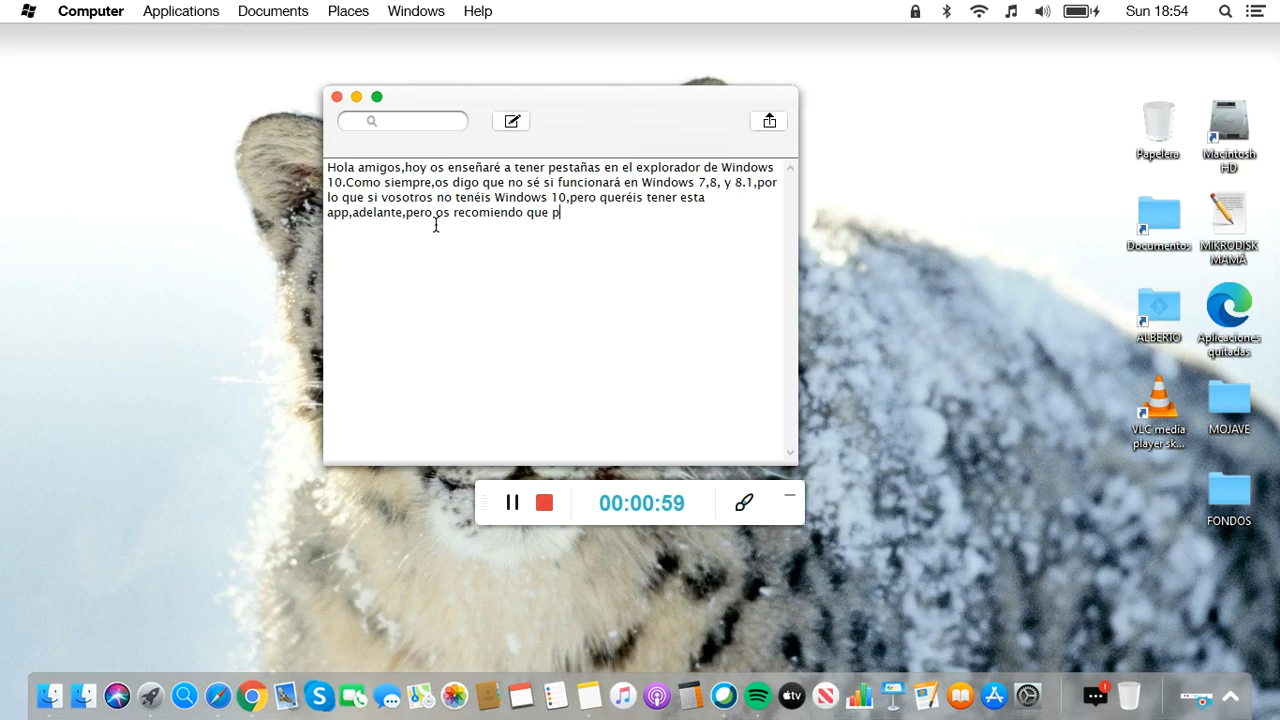 Computer Applications Documents Places Windows Help
Sun 18:54
Hola amigos,hoy os enseñaré a tener pestañas en el explorador de Windows
10.Como siempre,os digo que no sé si funcionará en Windows 7,8, y 8.1,por
lo que si vosotros no tenéis Windows 10,pero queréis tener esta
app,adelante,pero os recomiendo que p
00:00:59
Papelera
Macintosh
HD
Documentos
MIKRODISK
MAMÁ
ALBERTO
Aplicaciones
quitadas
VLC media
player sk...
MOJAVE
FONDOS
tv